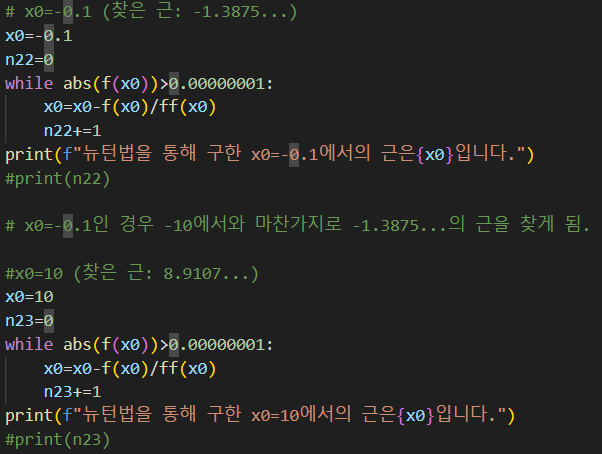 # x0=-0.1 (찾은 근: -1.3875...)
x0=-0.1
n22=0
while abs(f(x0))>0.00000001:
    x0=x0-f(x0)/ff(x0)
    n22+=1
print(f"뉴턴법을 통해 구한 x0=-0.1에서의 근은{x0}입니다.")
#print(n22)
# x0=-0.1인 경우 -10에서와 마찬가지로 -1.3875...의 근을 찾게 됨.
#x0=10 (찾은 근: 8.9107...)
x0=10
n23=0
while abs(f(x0))>0.00000001:
    x0=x0-f(x0)/ff(x0)
    n23+=1
print(f"뉴턴법을 통해 구한 x0=10에서의 근은{x0}입니다.")
#print(n23)